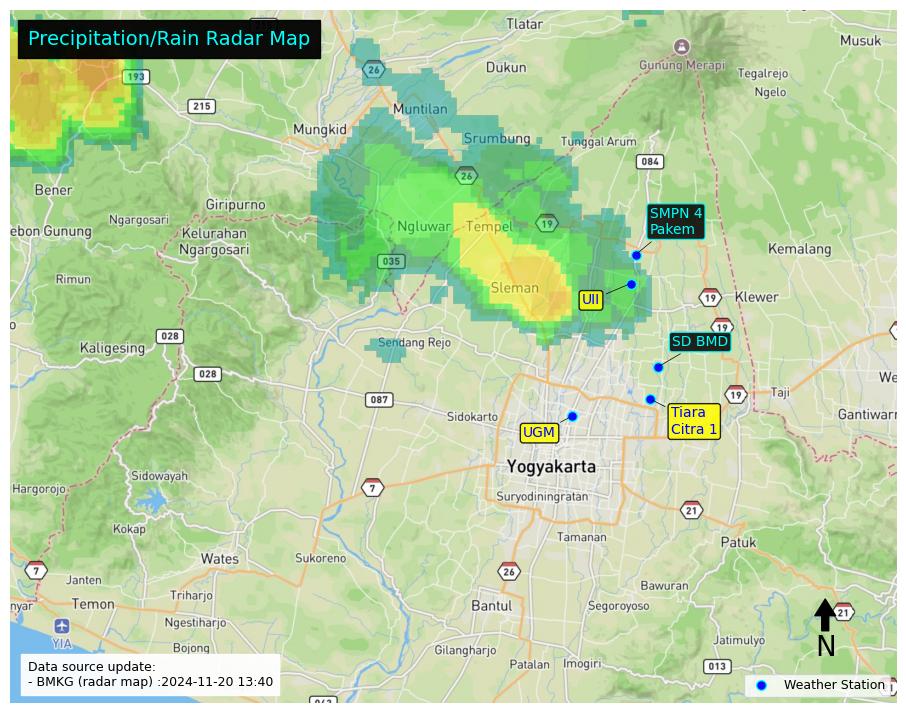 Precipitation/Rain Radar Map
Tlatar
Musuk
26
Dukun
Gunung Merapi
193
Tegalrejo
Ngelo
215
Muntilan
Mungkid
Srumbung
Tunggal Arum
084
Bener
26
Giripurno
SMPN 4
Pakem
Ngargosari
ebon Gunung
Kelurahan
Ngargosari
Ngluwar
Tempel
19
Kemalang
035
Rimun
Sleman
UII
19
Klewer
19
028
Kaligesing
Sendang Rejo
SD BMD
028
We
087
19
Taji
Sidokarto
Tiara
Citra 1
Gantiwarn
UGM
Yogyakarta
Sidowayah
Hargorojo
7
Suryodiningratan
21
Kokap
Tamanan
Patuk
Wates
Sukoreno
7
26
Janten
Bawuran
nyar
Temon
Triharjo
Bantul
Segoroyoso
21
Ngestiharjo
N
YIA
Jatimulyo
Bojong
Gilangharjo
Patalan
Imogiri
013
Data source update:
- BMKG (radar map) :2024-11-20 13:40
Weather Station